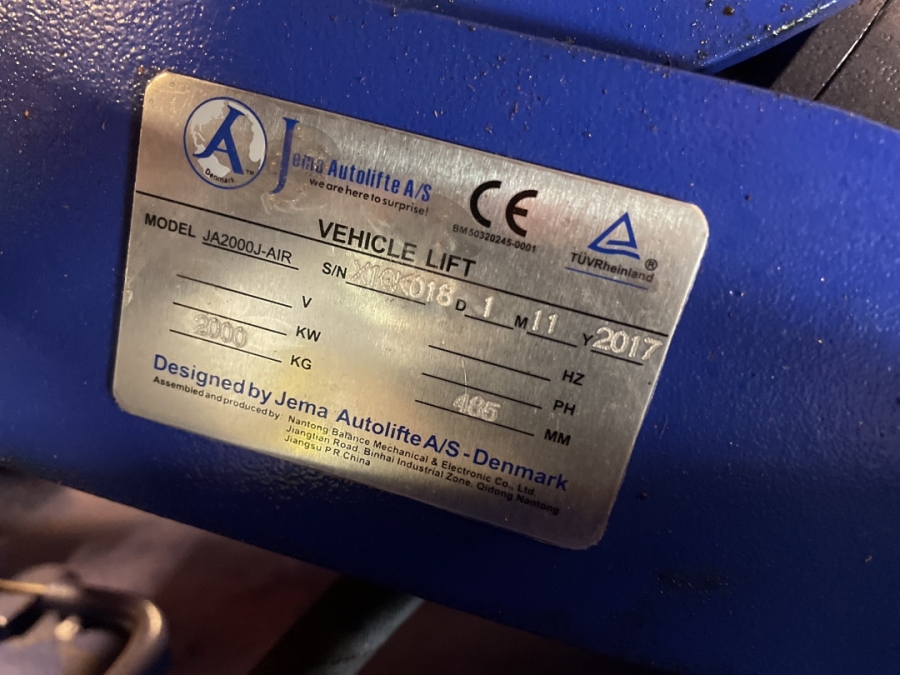 A
Denmark
TM
Jema Autolifte A/S
we are here to surprise!
CE
BM 50320245-0001
TÜVRheinland®
VEHICLE LIFT
MODEL JA2000J-AIR
S/N X16K018 D 1 M 11 Y 2017
V HZ
KW PH
2000 KG 485 MM
Designed by Jema Autolifte A/S - Denmark
Assembled and produced by: Nantong Balance Mechanical & Electronic Co., Ltd.
Jiangtian Road, Binhai Industrial Zone, Qidong Nantong
Jiangsu P R China